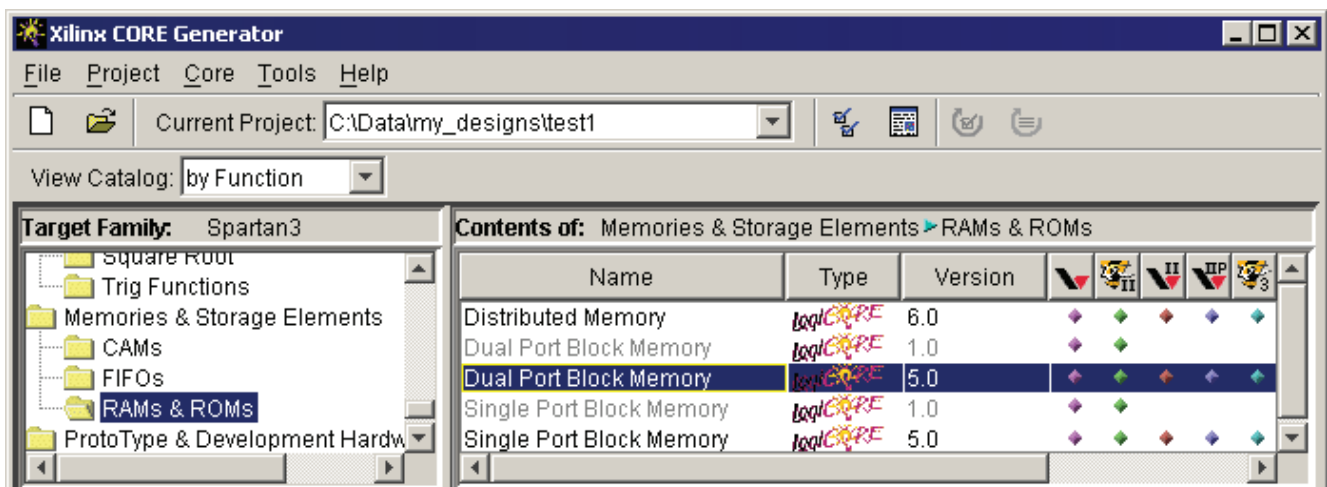 Xilinx CORE Generator
File Project Core Tools Help
Current Project: C:\Data\my_designs\test1
View Catalog: by Function
Target Family: Spartan3
Contents of: Memories & Storage Elements RAMs & ROMs
Square Root
Trig Functions
Memories & Storage Elements
CAMs
FIFOs
RAMs & ROMs
ProtoType & Development Hardw
Name Type Version II II IIP 3
Distributed Memory logiCORE 6.0
Dual Port Block Memory logiCORE 1.0
Dual Port Block Memory logiCORE 5.0
Single Port Block Memory logiCORE 1.0
Single Port Block Memory logiCORE 5.0